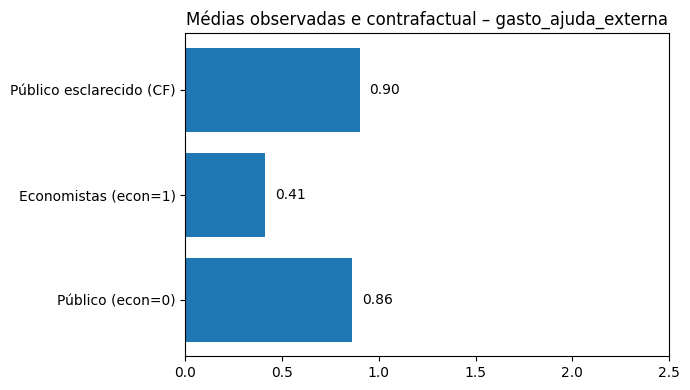 Médias observadas e contrafactual – gasto_ajuda_externa
Público esclarecido (CF)
0.90
Economistas (econ=1)
0.41
Público (econ=0)
0.86
0.0 0.5 1.0 1.5 2.0 2.5